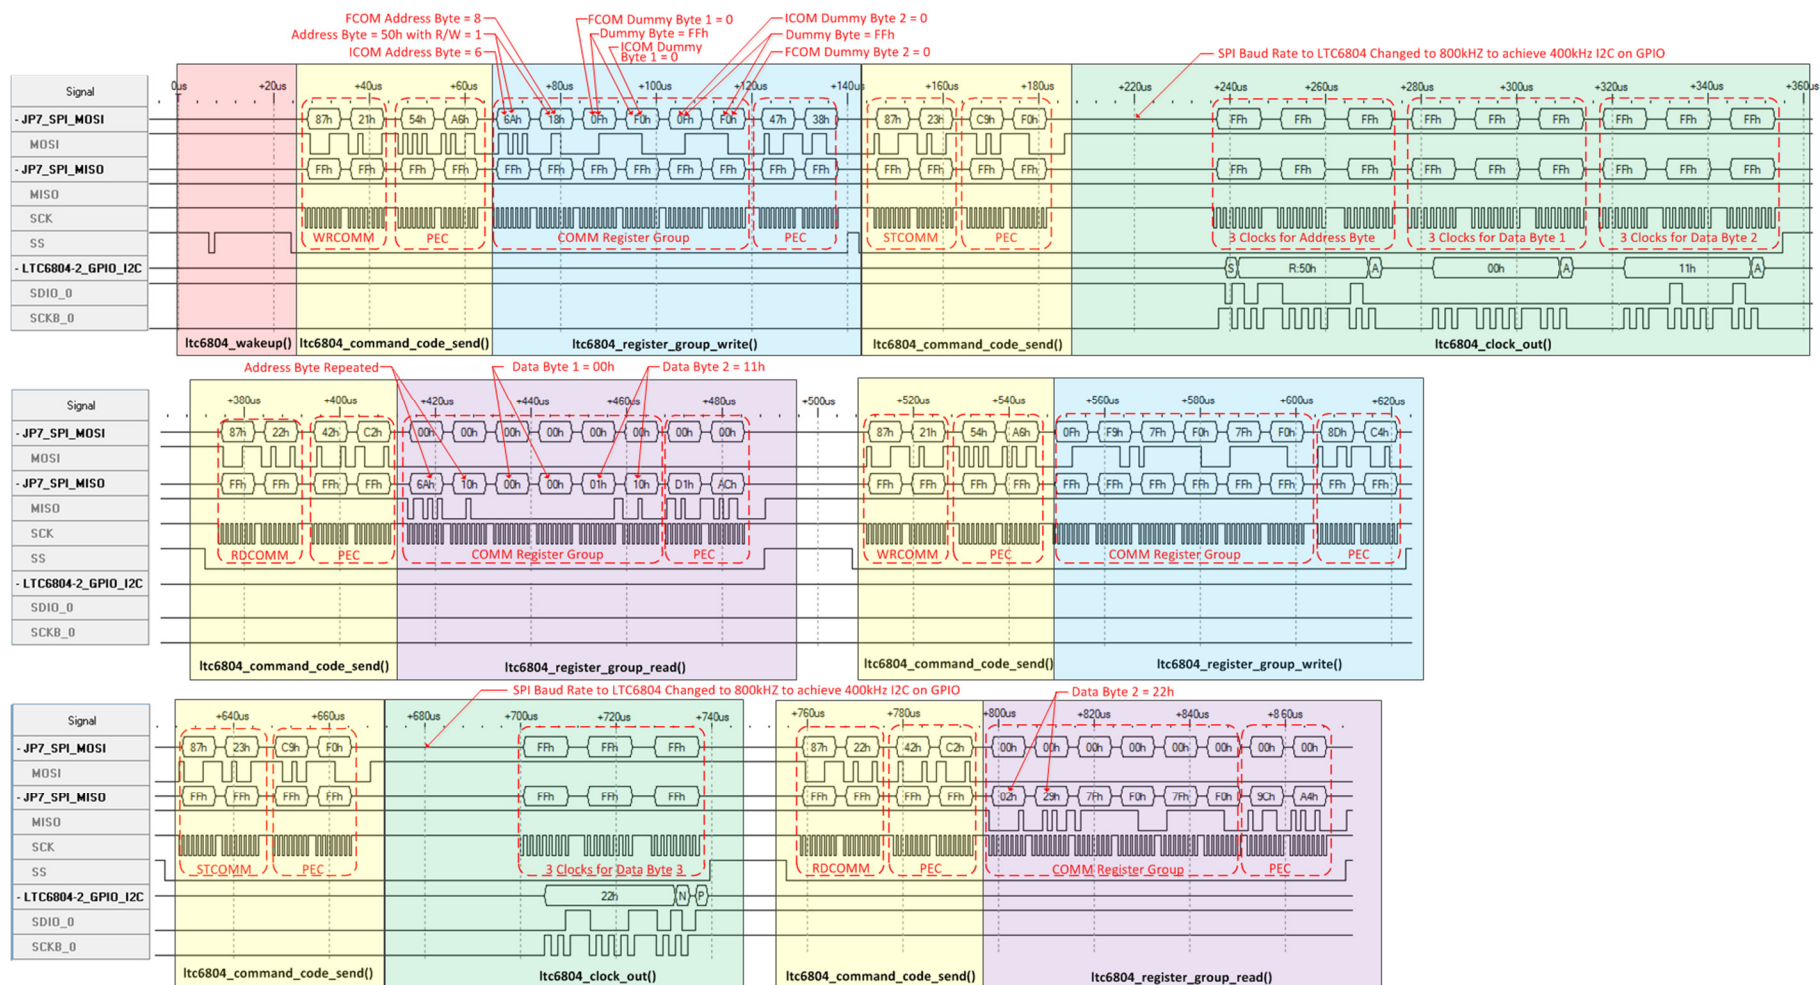 FCOM Address Byte = 8
Address Byte = 50h with R/W = 1
ICOM Address Byte = 6
FCOM Dummy Byte 1 = 0
Dummy Byte = FFh
ICOM Dummy
Byte 1 = 0
ICOM Dummy Byte 2 = 0
Dummy Byte = FFh
FCOM Dummy Byte 2 = 0
SPI Baud Rate to LTC6804 Changed to 800kHZ to achieve 400kHz I2C on GPIO
Signal 0us +20us +40us +60us +80us +100us +140us +160us +180us +220us +240us +260us +280us +300us +320us +340us +360us
- JP7_SPI_MOSI 87h 21h 54h A6h 6Ah 18h 0Fh F0h 0Fh F0h 47h 38h 87h 23h C9h F0h FFh FFh FFh FFh FFh FFh FFh FFh FFh
MOSI
- JP7_SPI_MISO FFh FFh FFh FFh FFh FFh FFh FFh FFh FFh FFh FFh FFh FFh FFh FFh FFh FFh FFh FFh FFh FFh FFh FFh FFh
MISO
SCK
SS WRCOMM PEC COMM Register Group PEC STCOMM PEC 3 Clocks for Address Byte 3 Clocks for Data Byte 1 3 Clocks for Data Byte 2
- LTC6804-2_GPIO_I2C S R:50h A 00h A 11h A
SDIO_0
SCKB_0
ltc6804_wakeup() ltc6804_command_code_send() ltc6804_register_group_write() ltc6804_command_code_send() ltc6804_clock_out()
Address Byte Repeated Data Byte 1 = 00h Data Byte 2 = 11h
Signal +380us +400us +420us +440us +460us +480us +500us +520us +540us +560us +580us +600us +620us
- JP7_SPI_MOSI 87h 22h 42h C2h 00h 00h 00h 00h 00h 00h 00h 00h 87h 21h 54h A6h 0Fh F9h 7Fh F0h 7Fh F0h 8Dh C4h
MOSI
- JP7_SPI_MISO FFh FFh FFh FFh 6Ah 10h 00h 00h 01h 10h D1h ACh FFh FFh FFh FFh FFh FFh FFh FFh FFh FFh FFh FFh
MISO
SCK
SS RDCOMM PEC COMM Register Group PEC WRCOMM PEC COMM Register Group PEC
- LTC6804-2_GPIO_I2C
SDIO_0
SCKB_0
ltc6804_command_code_send() ltc6804_register_group_read() ltc6804_command_code_send() ltc6804_register_group_write()
SPI Baud Rate to LTC6804 Changed to 800kHZ to achieve 400kHz I2C on GPIO Data Byte 2 = 22h
Signal +640us +660us +680us +700us +720us +740us +760us +780us +800us +820us +840us +860us
- JP7_SPI_MOSI 87h 23h C9h F0h FFh FFh FFh 87h 22h 42h C2h 00h 00h 00h 00h 00h 00h 00h 00h
MOSI
- JP7_SPI_MISO FFh FFh FFh FFh FFh FFh FFh FFh FFh FFh FFh 02h 29h 7Fh F0h 7Fh F0h 9Ch A4h
MISO
SCK
SS STCOMM PEC 3 Clocks for Data Byte 3 RDCOMM PEC COMM Register Group PEC
- LTC6804-2_GPIO_I2C 22h N P
SDIO_0
SCKB_0
ltc6804_command_code_send() ltc6804_clock_out() ltc6804_command_code_send() ltc6804_register_group_read()